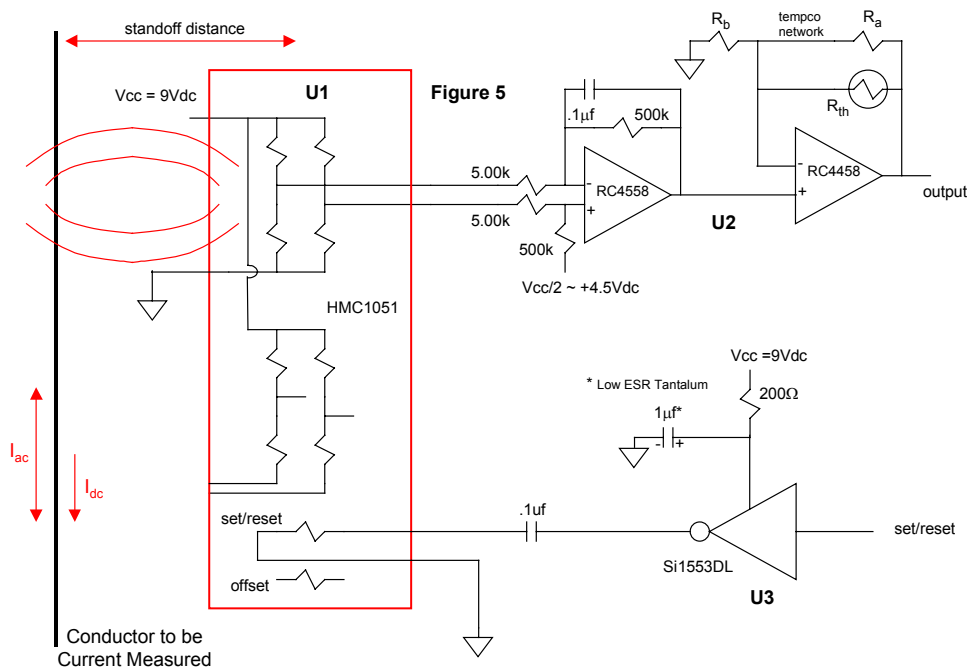 standoff distance
Vcc = 9Vdc
U1
Figure 5
Rb
tempco
network
Ra
Rth
.1µf
500k
5.00k
5.00k
500k
-
+
RC4558
-
+
RC4458
output
U2
Vcc/2 ~ +4.5Vdc
HMC1051
Iac
Idc
Vcc =9Vdc
* Low ESR Tantalum
200Ω
1µf*
- +
set/reset
.1uf
set/reset
Si1553DL
offset
U3
Conductor to be
Current Measured